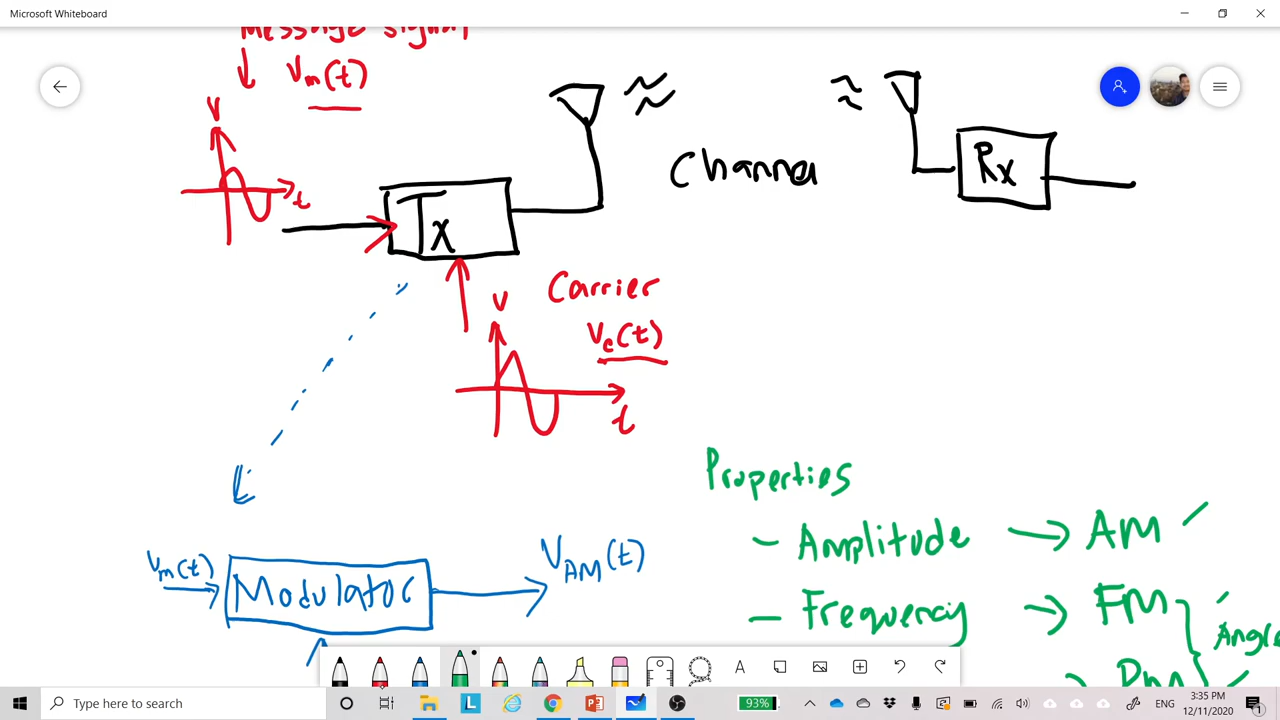 Microsoft Whiteboard
Message signal
Vm(t)
V
t
Tx
Channel
Rx
Carrier
Vc(t)
V
t
Properties
- Amplitude → AM
- Frequency → FM
Angle
Vm(t)
Modulator
VAM(t)
A
Type here to search
L
93%
ENG
3:35 PM
12/11/2020
1